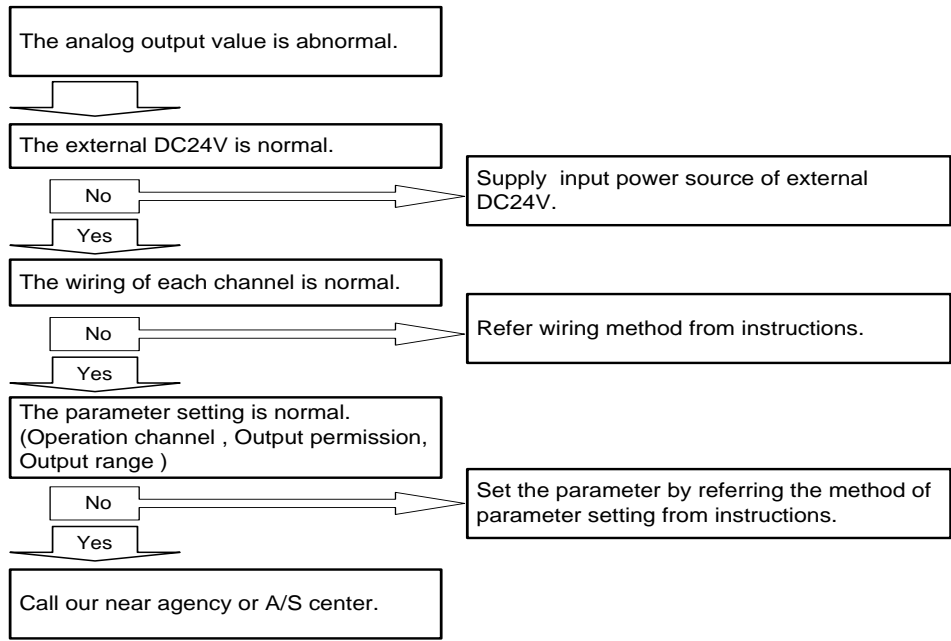 The analog output value is abnormal.
The external DC24V is normal.
No
Supply input power source of external
DC24V.
Yes
The wiring of each channel is normal.
No
Refer wiring method from instructions.
Yes
The parameter setting is normal.
(Operation channel , Output permission,
Output range )
No
Set the parameter by referring the method of
parameter setting from instructions.
Yes
Call our near agency or A/S center.